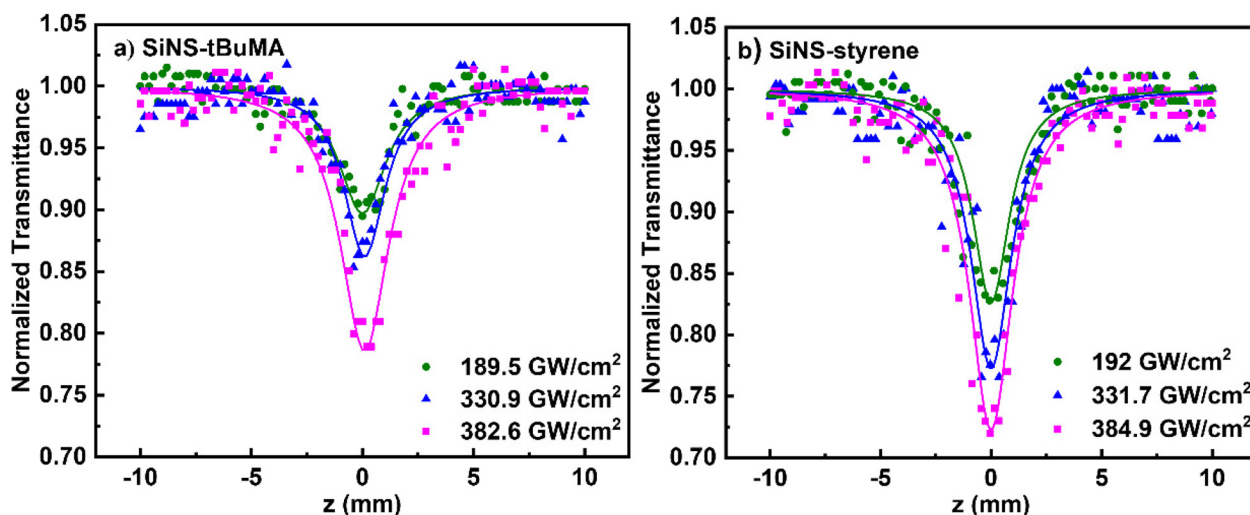 a) SiNS-tBuMA
Normalized Transmittance
1.05
1.00
0.95
0.90
0.85
0.80
0.75
0.70
189.5 GW/cm²
330.9 GW/cm²
382.6 GW/cm²
-10
-5
0
5
10
z (mm)
b) SiNS-styrene
Normalized Transmittance
1.05
1.00
0.95
0.90
0.85
0.80
0.75
0.70
192 GW/cm²
331.7 GW/cm²
384.9 GW/cm²
-10
-5
0
5
10
z (mm)